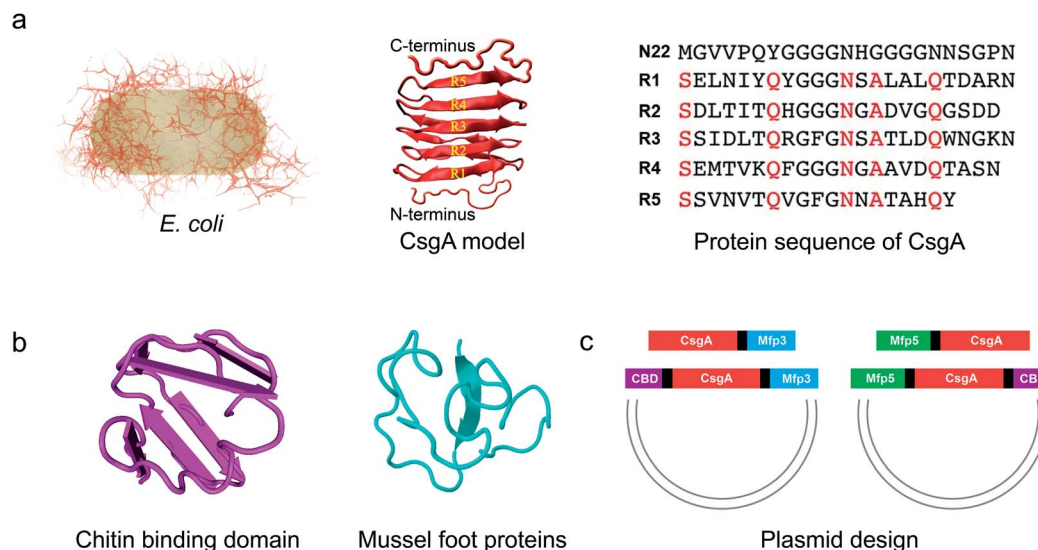 a
C-terminus
R5
R4
R3
R2
R1
N-terminus
E. coli
CsgA model
N22 MGVVPQYGGGGNHGGGGNNSGPN
R1 SELNIYQYGGGNSALALQTDARN
R2 SDLTITQHGGGNGADVGQGSDD
R3 SSIDLTQRGFGNSATLDQWNGKN
R4 SEMTVKQFGGGNGAAVDQTASN
R5 SSVNVTQVGFGNNATAHQY
Protein sequence of CsgA
b
Chitin binding domain
Mussel foot proteins
c
CsgA Mfp3
Mfp5 CsgA
CBD CsgA Mfp3
Mfp5 CsgA CB
Plasmid design